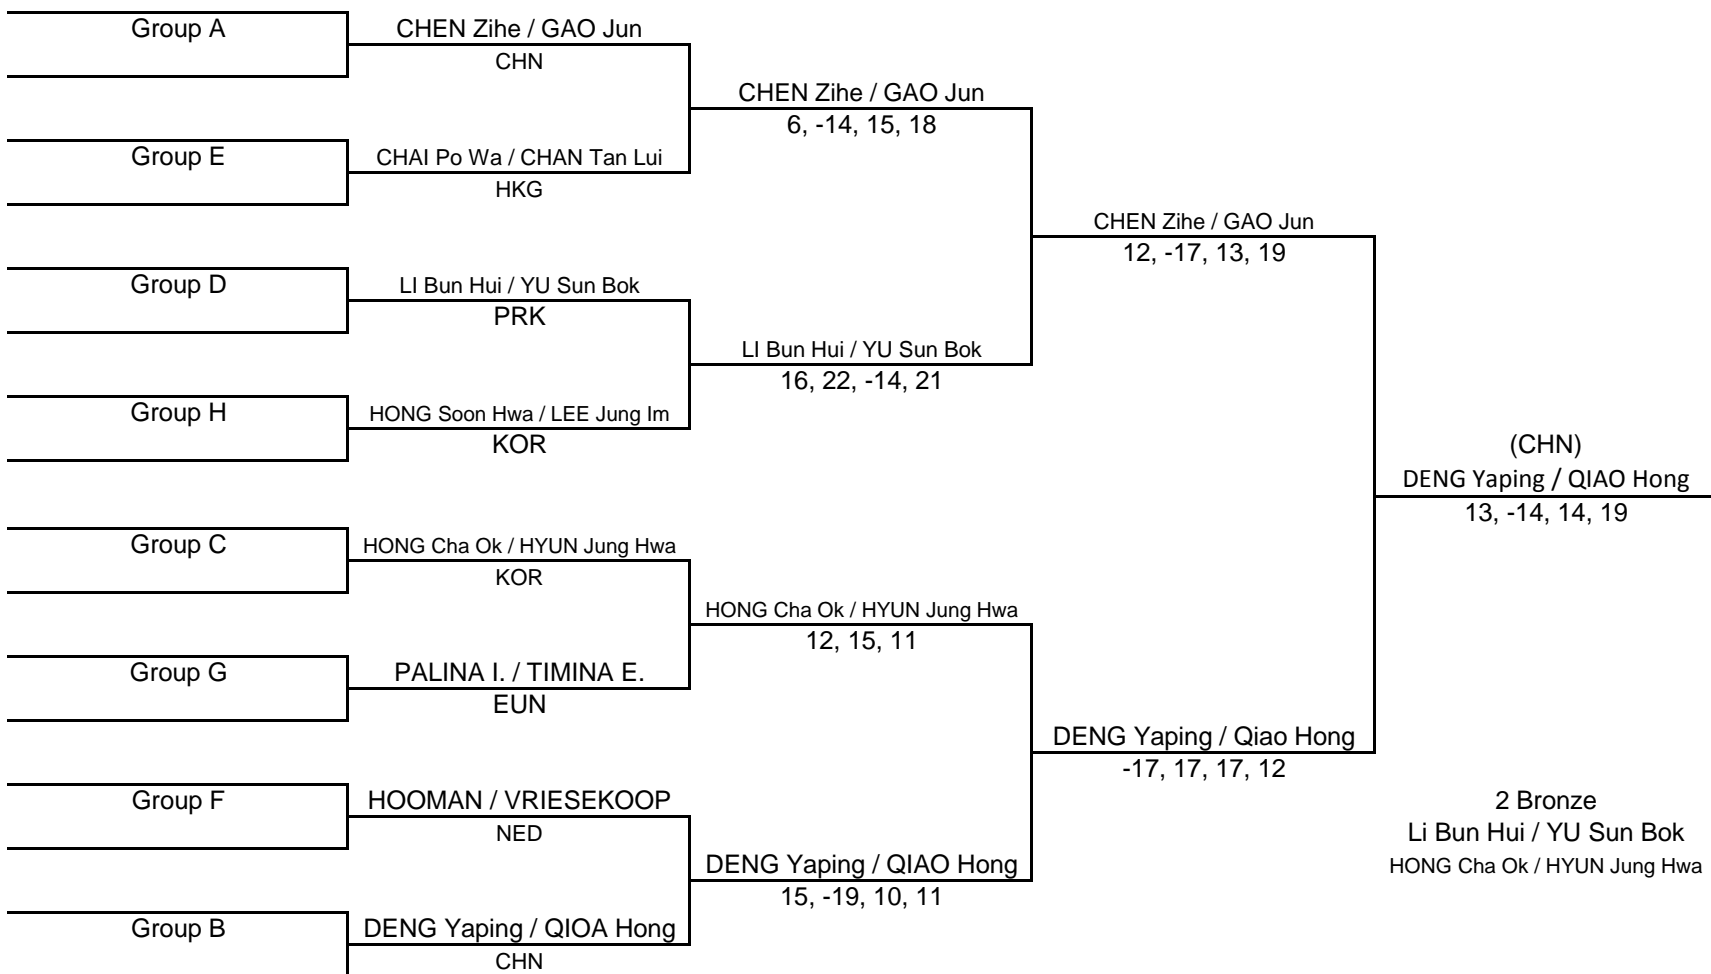 Group A
CHEN Zihe / GAO Jun
CHN
CHEN Zihe / GAO Jun
6, -14, 15, 18
Group E
CHAI Po Wa / CHAN Tan Lui
HKG
CHEN Zihe / GAO Jun
12, -17, 13, 19
Group D
LI Bun Hui / YU Sun Bok
PRK
LI Bun Hui / YU Sun Bok
16, 22, -14, 21
Group H
HONG Soon Hwa / LEE Jung Im
KOR
(CHN)
DENG Yaping / QIAO Hong
13, -14, 14, 19
Group C
HONG Cha Ok / HYUN Jung Hwa
KOR
HONG Cha Ok / HYUN Jung Hwa
12, 15, 11
Group G
PALINA I. / TIMINA E.
EUN
DENG Yaping / Qiao Hong
-17, 17, 17, 12
Group F
HOOMAN / VRIESEKOOP
NED
2 Bronze
Li Bun Hui / YU Sun Bok
HONG Cha Ok / HYUN Jung Hwa
DENG Yaping / QIAO Hong
15, -19, 10, 11
Group B
DENG Yaping / QIOA Hong
CHN